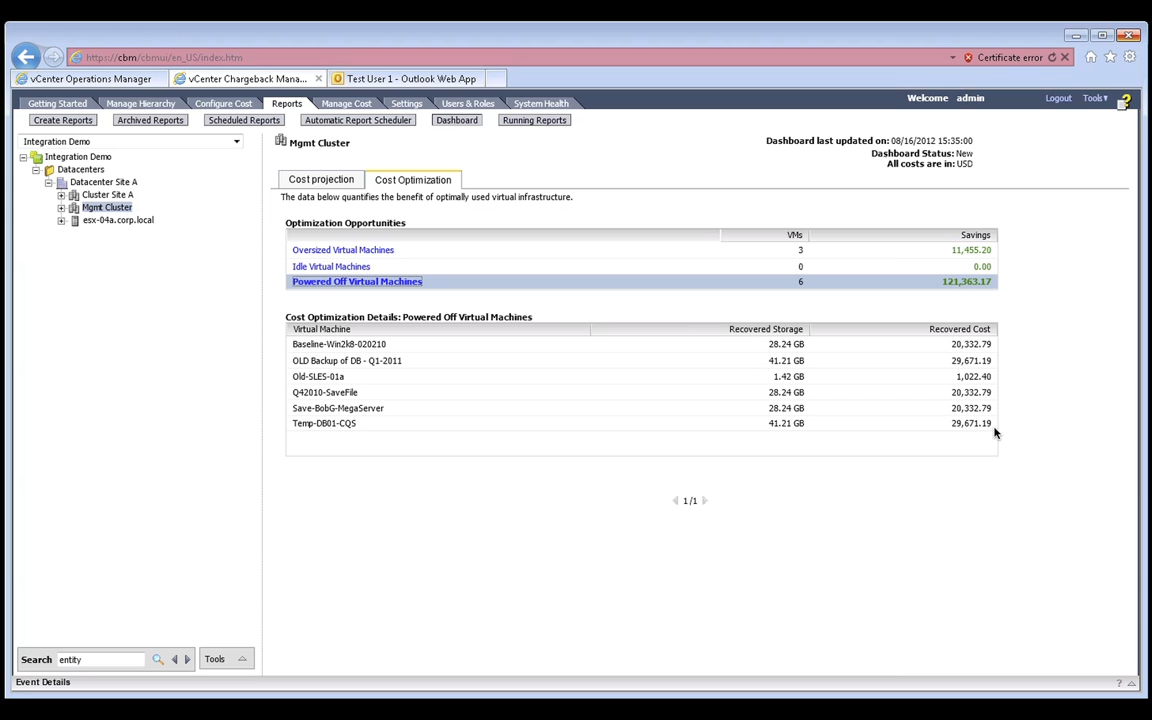 https://cbm/cbmui/en_US/index.htm
Certificate error
vCenter Operations Manager
vCenter Chargeback Mana...
Test User 1 - Outlook Web App
Getting Started
Manage Hierarchy
Configure Cost
Reports
Manage Cost
Settings
Users & Roles
System Health
Welcome admin
Logout
Tools
Create Reports
Archived Reports
Scheduled Reports
Automatic Report Scheduler
Dashboard
Running Reports
Integration Demo
Integration Demo
Datacenters
Datacenter Site A
Cluster Site A
Mgmt Cluster
esx-04a.corp.local
Mgmt Cluster
Dashboard last updated on: 08/16/2012 15:35:00
Dashboard Status: New
All costs are in: USD
Cost projection
Cost Optimization
The data below quantifies the benefit of optimally used virtual infrastructure.
Optimization Opportunities
VMs Savings
Oversized Virtual Machines 3 11,455.20
Idle Virtual Machines 0 0.00
Powered Off Virtual Machines 6 121,363.17
Cost Optimization Details: Powered Off Virtual Machines
Virtual Machine Recovered Storage Recovered Cost
Baseline-Win2k8-020210 28.24 GB 20,332.79
OLD Backup of DB - Q1-2011 41.21 GB 29,671.19
Old-SLES-01a 1.42 GB 1,022.40
Q42010-SaveFile 28.24 GB 20,332.79
Save-BobG-MegaServer 28.24 GB 20,332.79
Temp-DB01-CQS 41.21 GB 29,671.19
1/1
Search entity
Tools
Event Details